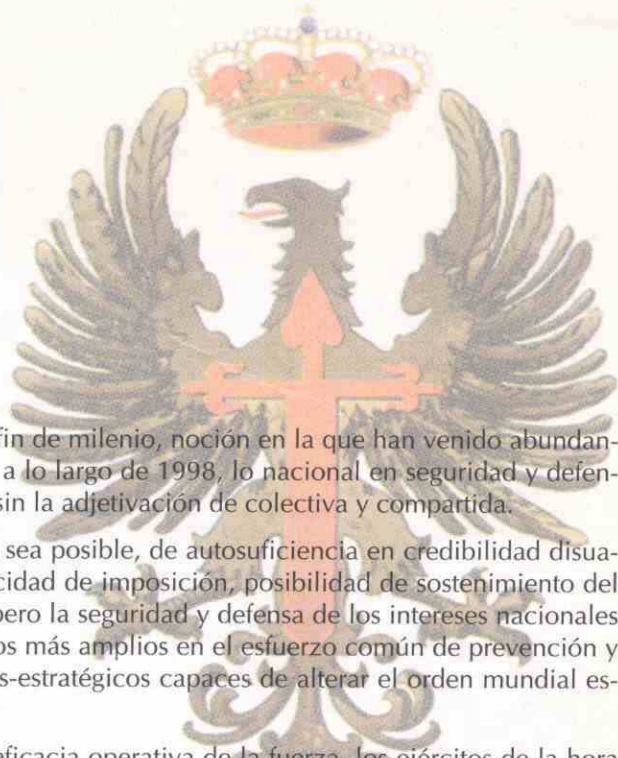 fin de milenio, noción en la que han venido abundan-
a lo largo de 1998, lo nacional en seguridad y defen-
sin la adjetivación de colectiva y compartida.
sea posible, de autosuficiencia en credibilidad disua-
cidad de imposición, posibilidad de sostenimiento del
pero la seguridad y defensa de los intereses nacionales
os más amplios en el esfuerzo común de prevención y
s-estratégicos capaces de alterar el orden mundial es-
eficacia operativa de la fuerza, los ejércitos de la hora